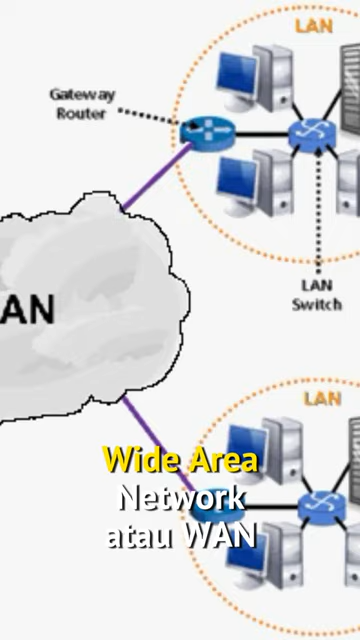 LAN
Gateway
Router
LAN
Switch
AN
LAN
Wide Area
Network
atau WAN